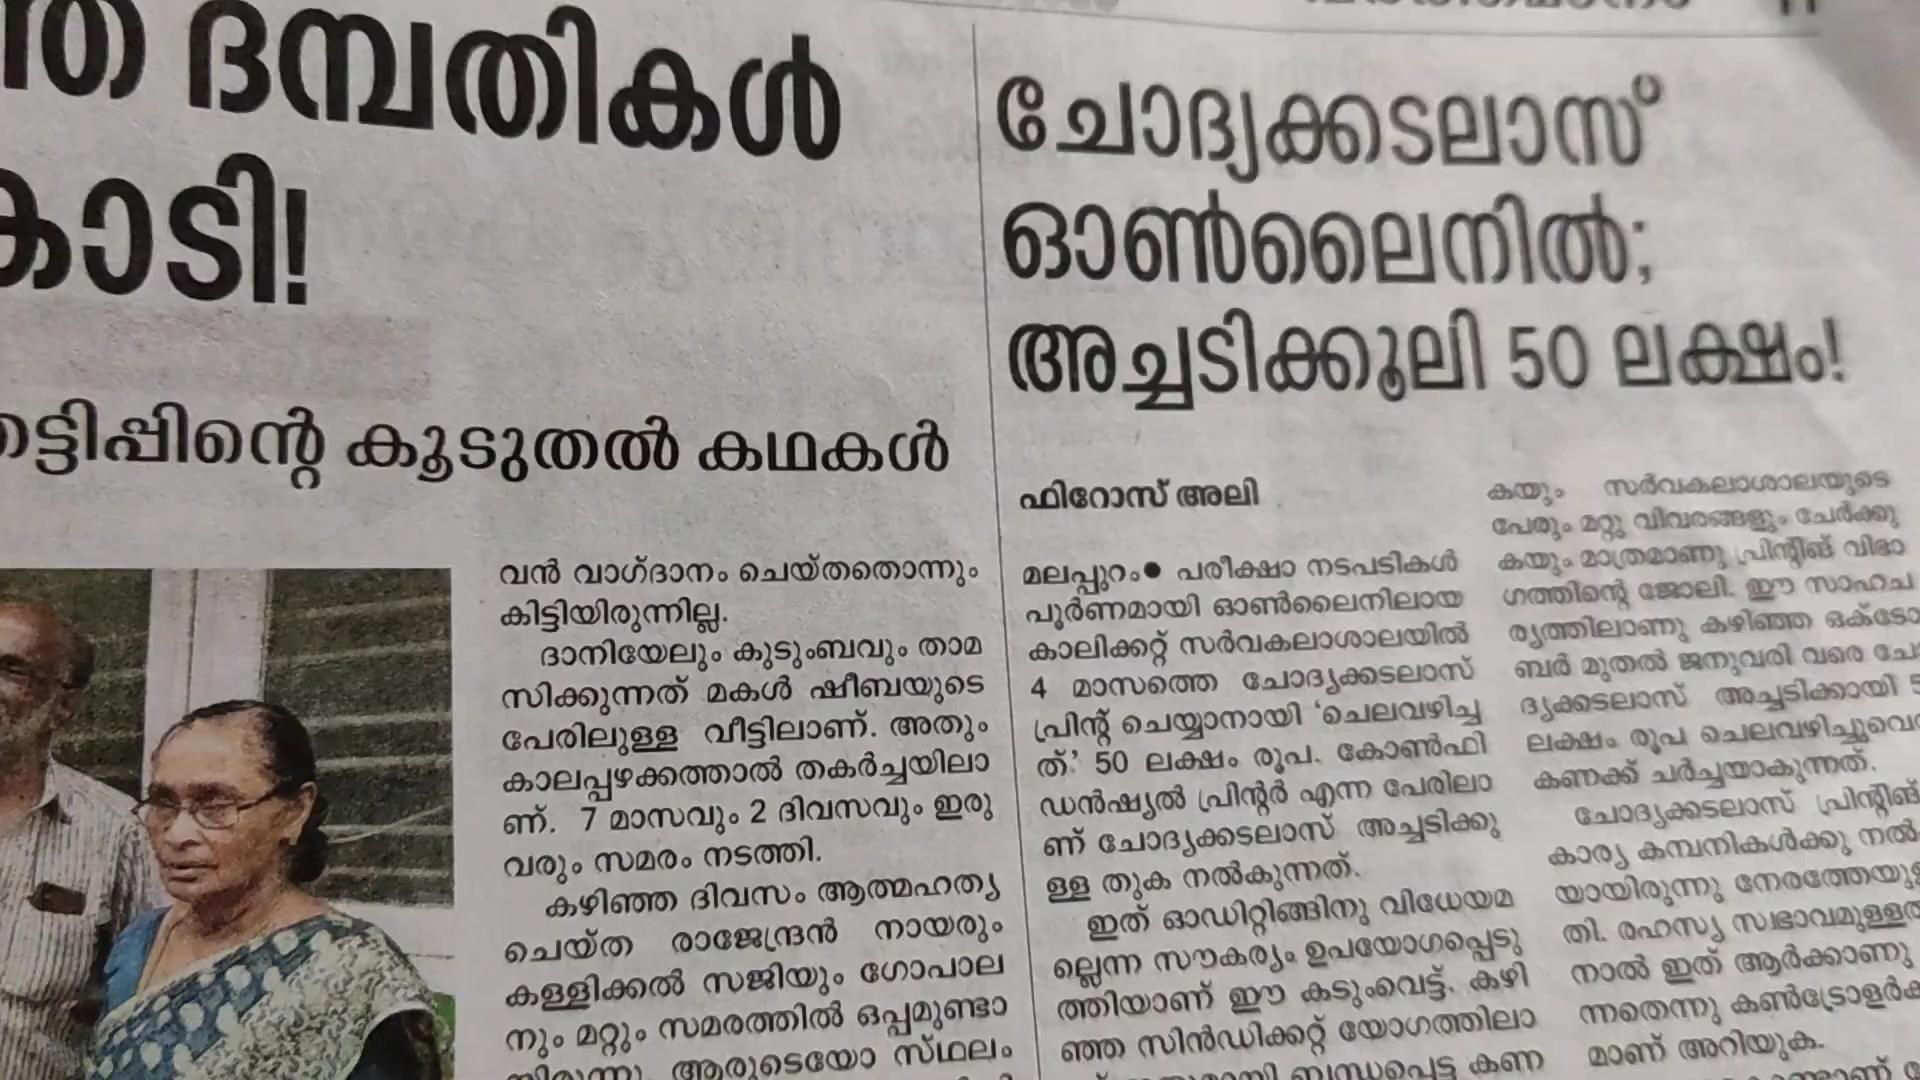 ദമ്പതികൾ
കാടി!
തട്ടിപ്പിന്റെ കൂടുതൽ കഥകൾ
വൻ വാഗ്ദാനം ചെയ്തതൊന്നും
കിട്ടിയിരുന്നില്ല.
ദാനിയേലും കുടുംബവും താമ
സിക്കുന്നത് മകൾ ഷീബയുടെ
പേരിലുള്ള വീട്ടിലാണ്. അതും
കാലപ്പഴക്കത്താൽ തകർച്ചയിലാ
ണ്. 7 മാസവും 2 ദിവസവും ഇരു
വരും സമരം നടത്തി.
കഴിഞ്ഞ ദിവസം ആത്മഹത്യ
ചെയ്ത രാജേന്ദ്രൻ നായരും
കള്ളിക്കൽ സജിയും ഗോപാല
നും മറ്റും സമരത്തിൽ ഒപ്പമുണ്ടാ
യിരുന്നു. ആരുടെയോ സ്ഥലം
ചോദ്യക്കടലാസ്
ഓൺലൈനിൽ;
അച്ചടിക്കൂലി 50 ലക്ഷം!
ഫിറോസ് അലി
മലപ്പുറം● പരീക്ഷാ നടപടികൾ
പൂർണമായി ഓൺലൈനിലായ
കാലിക്കറ്റ് സർവകലാശാലയിൽ
4 മാസത്തെ ചോദ്യക്കടലാസ്
പ്രിന്റ് ചെയ്യാനായി ‘ചെലവഴിച്ച
ത്’ 50 ലക്ഷം രൂപ. കോൺഫി
ഡൻഷ്യൽ പ്രിന്റർ എന്ന പേരിലാ
ണ് ചോദ്യക്കടലാസ് അച്ചടിക്കു
ള്ള തുക നൽകുന്നത്.
ഇത് ഓഡിറ്റിങ്ങിനു വിധേയമ
ല്ലെന്ന സൗകര്യം ഉപയോഗപ്പെടു
ത്തിയാണ് ഈ കടുംവെട്ട്. കഴി
ഞ്ഞ സിൻഡിക്കറ്റ് യോഗത്തിലാ
ബന്ധപ്പെട്ട കണ
കയും സർവകലാശാലയുടെ
പേരും മറ്റു വിവരങ്ങളും ചേർക്കു
കയും മാത്രമാണു പ്രിന്റിങ് വിഭാ
ഗത്തിന്റെ ജോലി. ഈ സാഹച
ര്യത്തിലാണു കഴിഞ്ഞ ഒക്ടോ
ബർ മുതൽ ജനുവരി വരെ ചോ
ദ്യക്കടലാസ് അച്ചടിക്കായി 5
ലക്ഷം രൂപ ചെലവഴിച്ചുവെ
കണക്ക് ചർച്ചയാകുന്നത്.
ചോദ്യക്കടലാസ് പ്രിന്റിങ്
കാര്യ കമ്പനികൾക്കു നൽ
യായിരുന്നു നേരത്തേയു
തി. രഹസ്യ സ്വഭാവമുള്ളത
നാൽ ഇത് ആർക്കാണു
ന്നതെന്നു കൺട്രോളർക്ക
മാണ് അറിയുക.